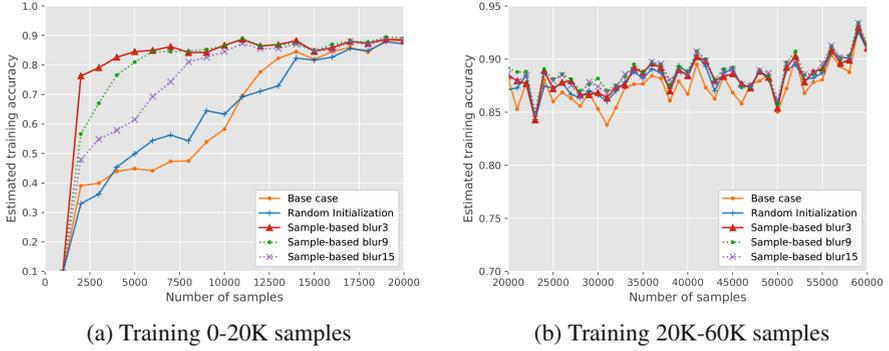 1.0
0.9
0.8
0.7
0.6
0.5
0.4
0.3
0.2
0.1
Estimated training accuracy
0 2500 5000 7500 10000 12500 15000 17500 20000
Number of samples
Base case
Random Initialization
Sample-based blur3
Sample-based blur9
Sample-based blur15
(a) Training 0-20K samples
0.95
0.90
0.85
0.80
0.75
0.70
Estimated training accuracy
20000 25000 30000 35000 40000 45000 50000 55000 60000
Number of samples
Base case
Random Initialization
Sample-based blur3
Sample-based blur9
Sample-based blur15
(b) Training 20K-60K samples